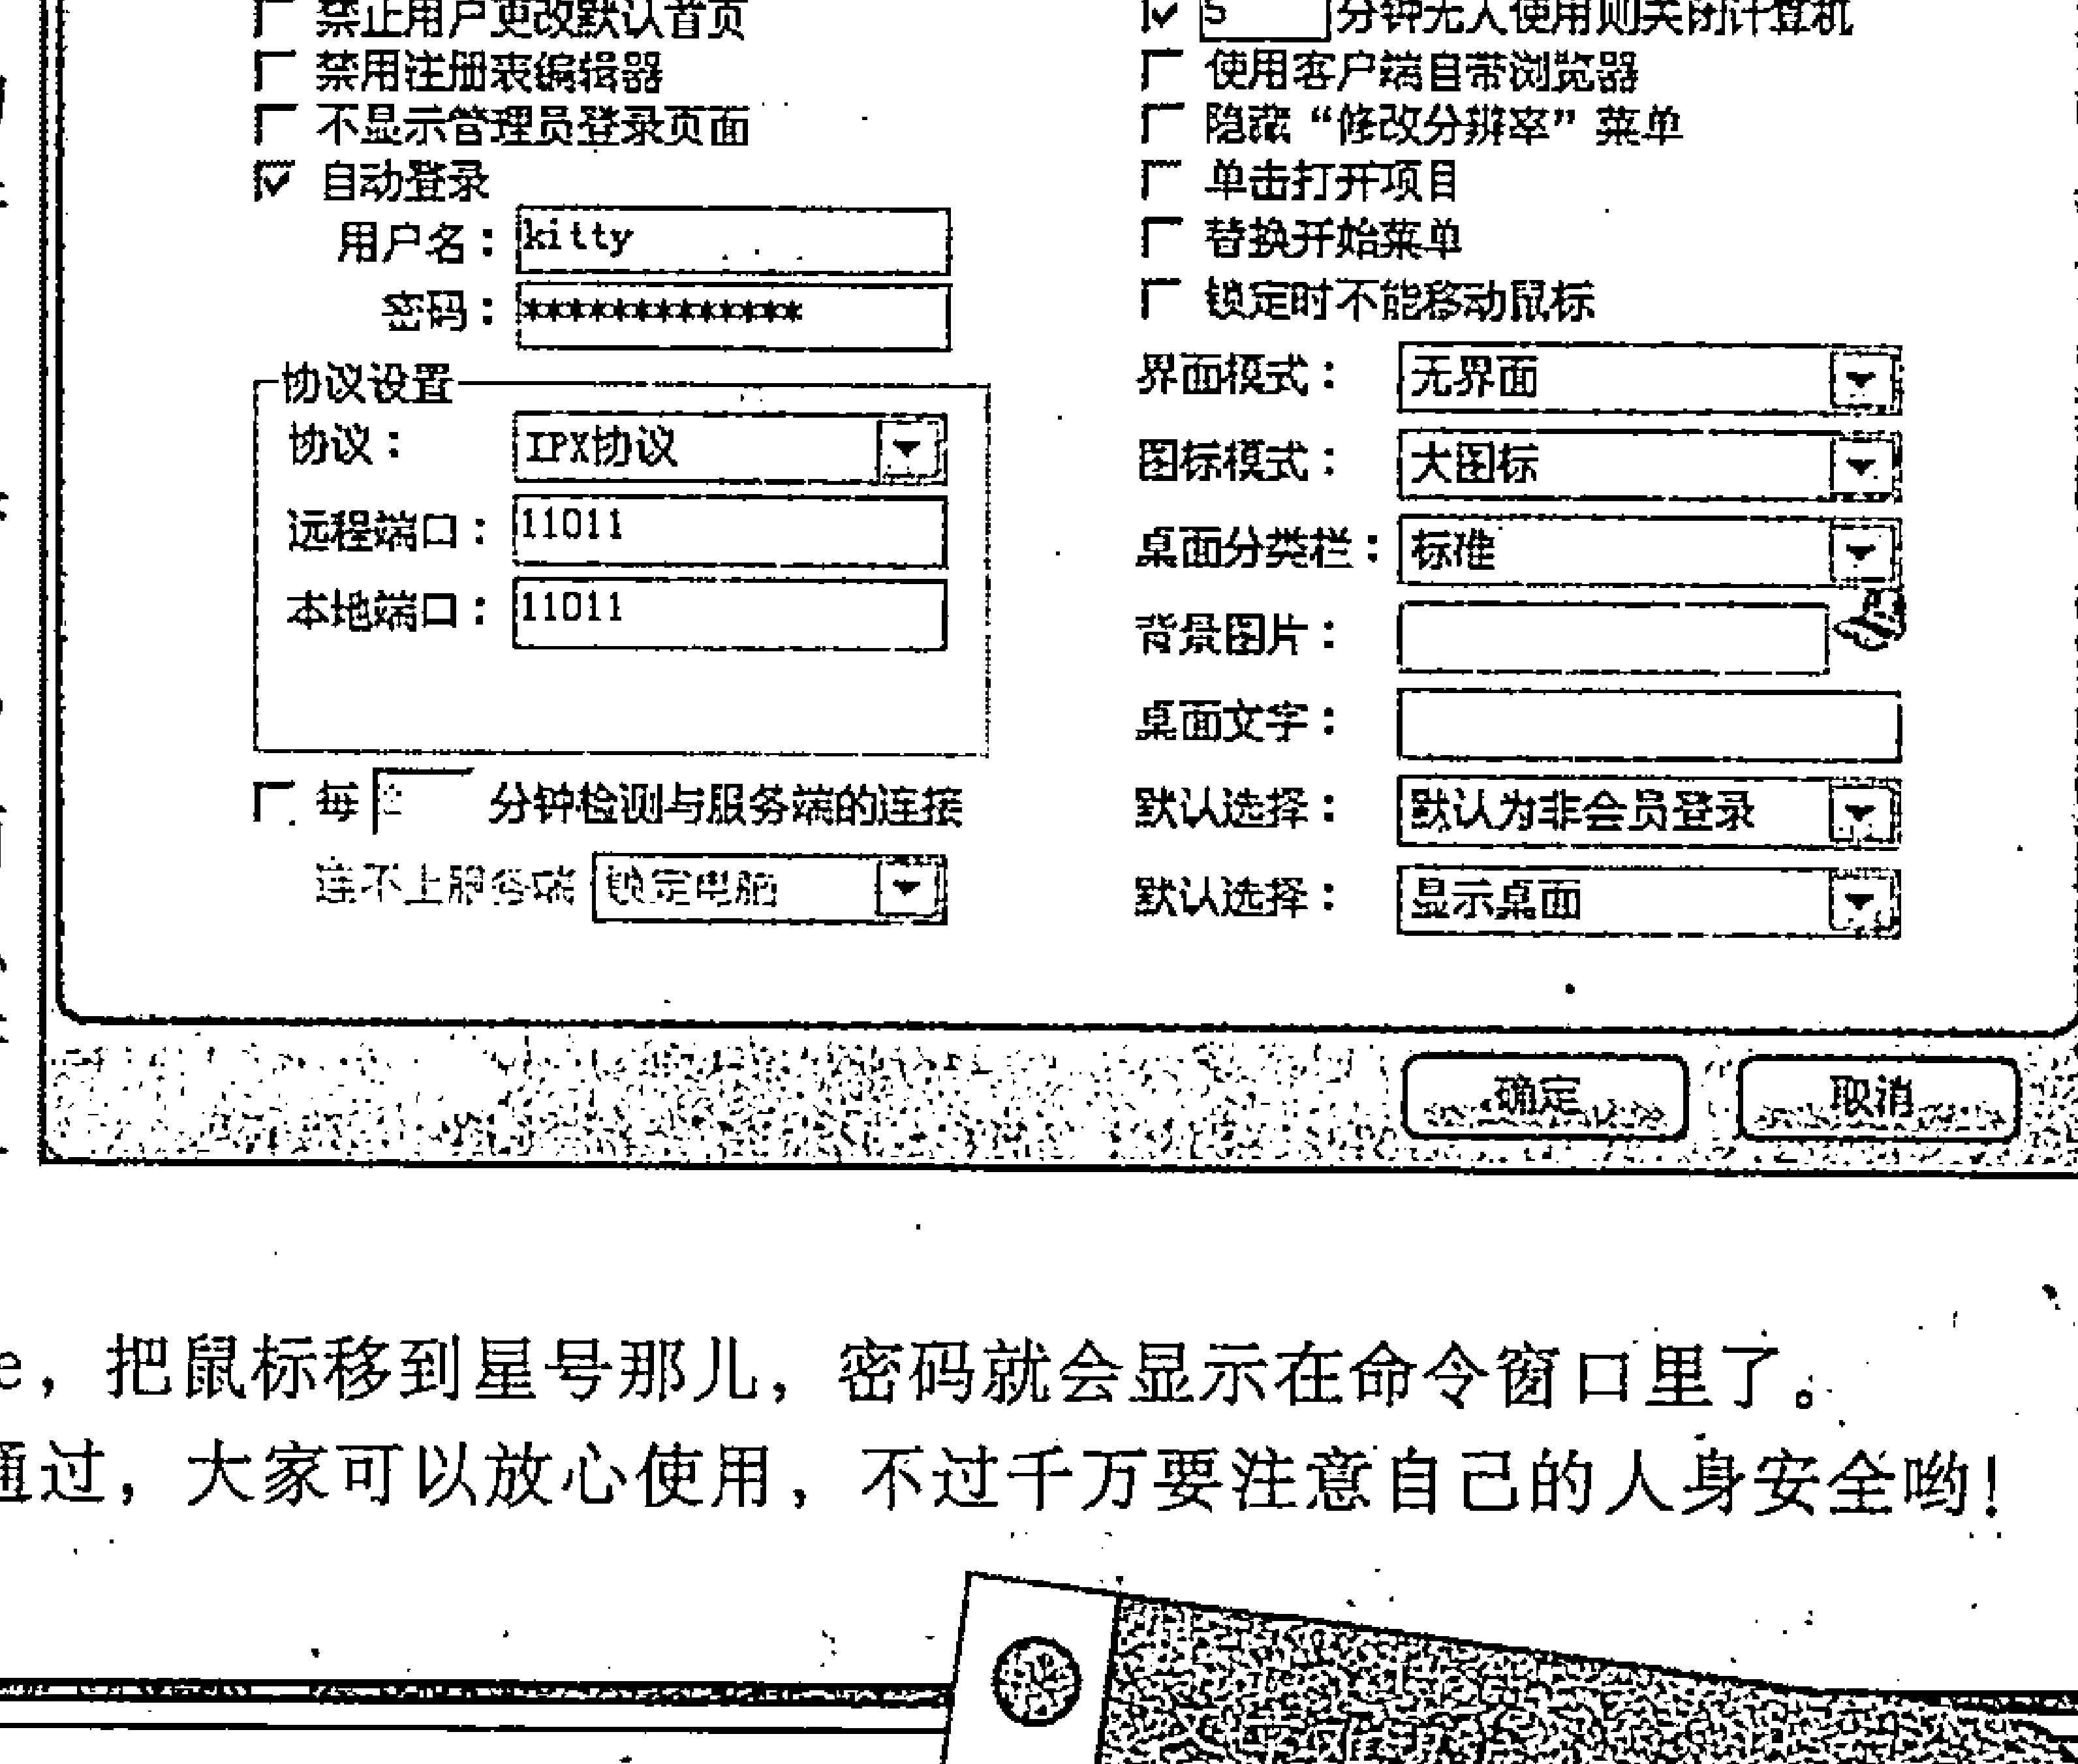 禁止用户更改默认首页
禁用注册表编辑器
不显示管理员登录页面
自动登录
用户名：kitty
密码：*************
协议设置
协议：IPX协议
远程端口：11011
本地端口：11011
每 分钟检测与服务端的连接
连不上服务端 锁定电脑
5 分钟无人使用则关闭计算机
使用客户端自带浏览器
隐藏“修改分辨率”菜单
单击打开项目
替换开始菜单
锁定时不能移动鼠标
界面模式：无界面
图标模式：大图标
桌面分类栏：标准
背景图片：
桌面文字：
默认选择：默认为非会员登录
默认选择：显示桌面
确定 取消
e，把鼠标移到星号那儿，密码就会显示在命令窗口里了。
通过，大家可以放心使用，不过千万要注意自己的人身安全哟！